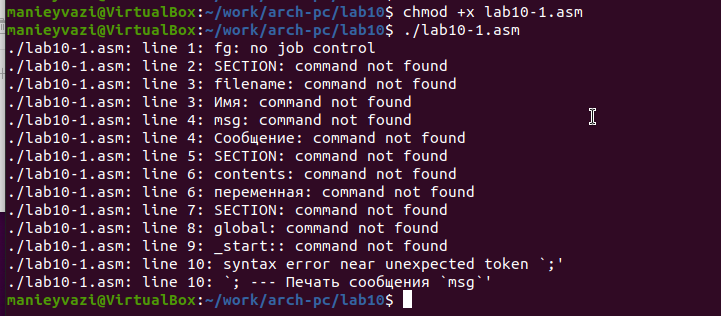 manieyvazi@VirtualBox:~/work/arch-pc/lab10$ chmod +x lab10-1.asm
manieyvazi@VirtualBox:~/work/arch-pc/lab10$ ./lab10-1.asm
./lab10-1.asm: line 1: fg: no job control
./lab10-1.asm: line 2: SECTION: command not found
./lab10-1.asm: line 3: filename: command not found
./lab10-1.asm: line 3: Имя: command not found
./lab10-1.asm: line 4: msg: command not found
./lab10-1.asm: line 4: Сообщение: command not found
./lab10-1.asm: line 5: SECTION: command not found
./lab10-1.asm: line 6: contents: command not found
./lab10-1.asm: line 6: переменная: command not found
./lab10-1.asm: line 7: SECTION: command not found
./lab10-1.asm: line 8: global: command not found
./lab10-1.asm: line 9: _start:: command not found
./lab10-1.asm: line 10: syntax error near unexpected token `;'
./lab10-1.asm: line 10: `; --- Печать сообщения `msg`'
manieyvazi@VirtualBox:~/work/arch-pc/lab10$